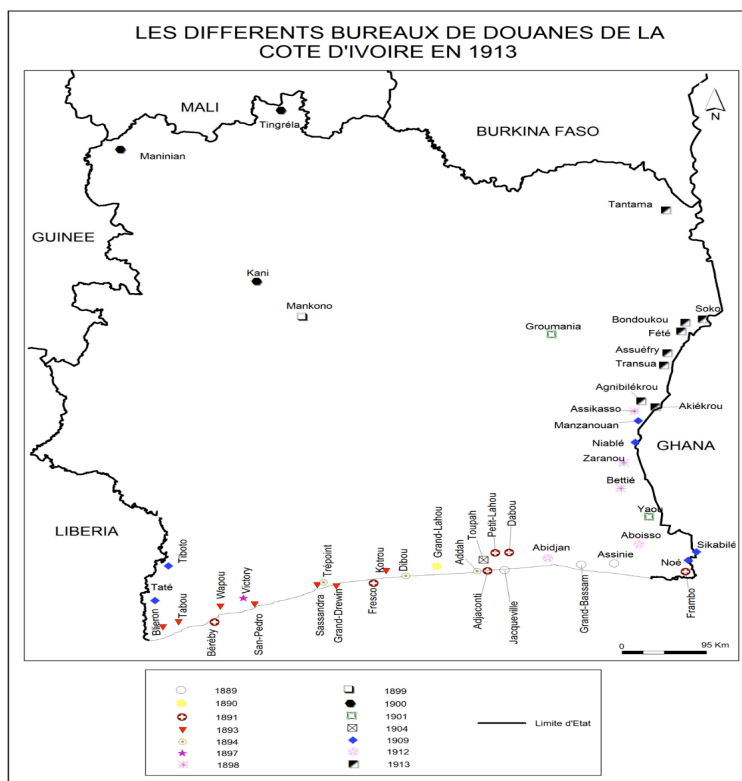 LES DIFFERENTS BUREAUX DE DOUANES DE LA
COTE D'IVOIRE EN 1913
MALI
Tingréla
BURKINA FASO
N
Maninian
Tantama
GUINEE
Kani
Mankono
Soko
Bondoukou
Groumania
Fété
Assuéfry
Transua
Agnibilékrou
Assikasso
Akiékrou
Manzanouan
Niablé
GHANA
Zaranou
Bettié
Yaou
LIBERIA
Tiboto
Grand-Lahou
Toupah
Petit-Lahou
Dabou
Abidjan
Aboisso
Sikabilé
Assinie
Noé
Taté
Wapou
Victory
Trépoint
Kotrou
Dibou
Addah
Blieron
Tabou
Béréby
San-Pedro
Sassandra
Grand-Drewin
Fresco
Adjaconti
Jacqueville
Grand-Bassam
Frambo
0 95 Km
1889
1890
1891
1893
1894
1897
1898
1899
1900
1901
1904
1909
1912
1913
Limite d'Etat